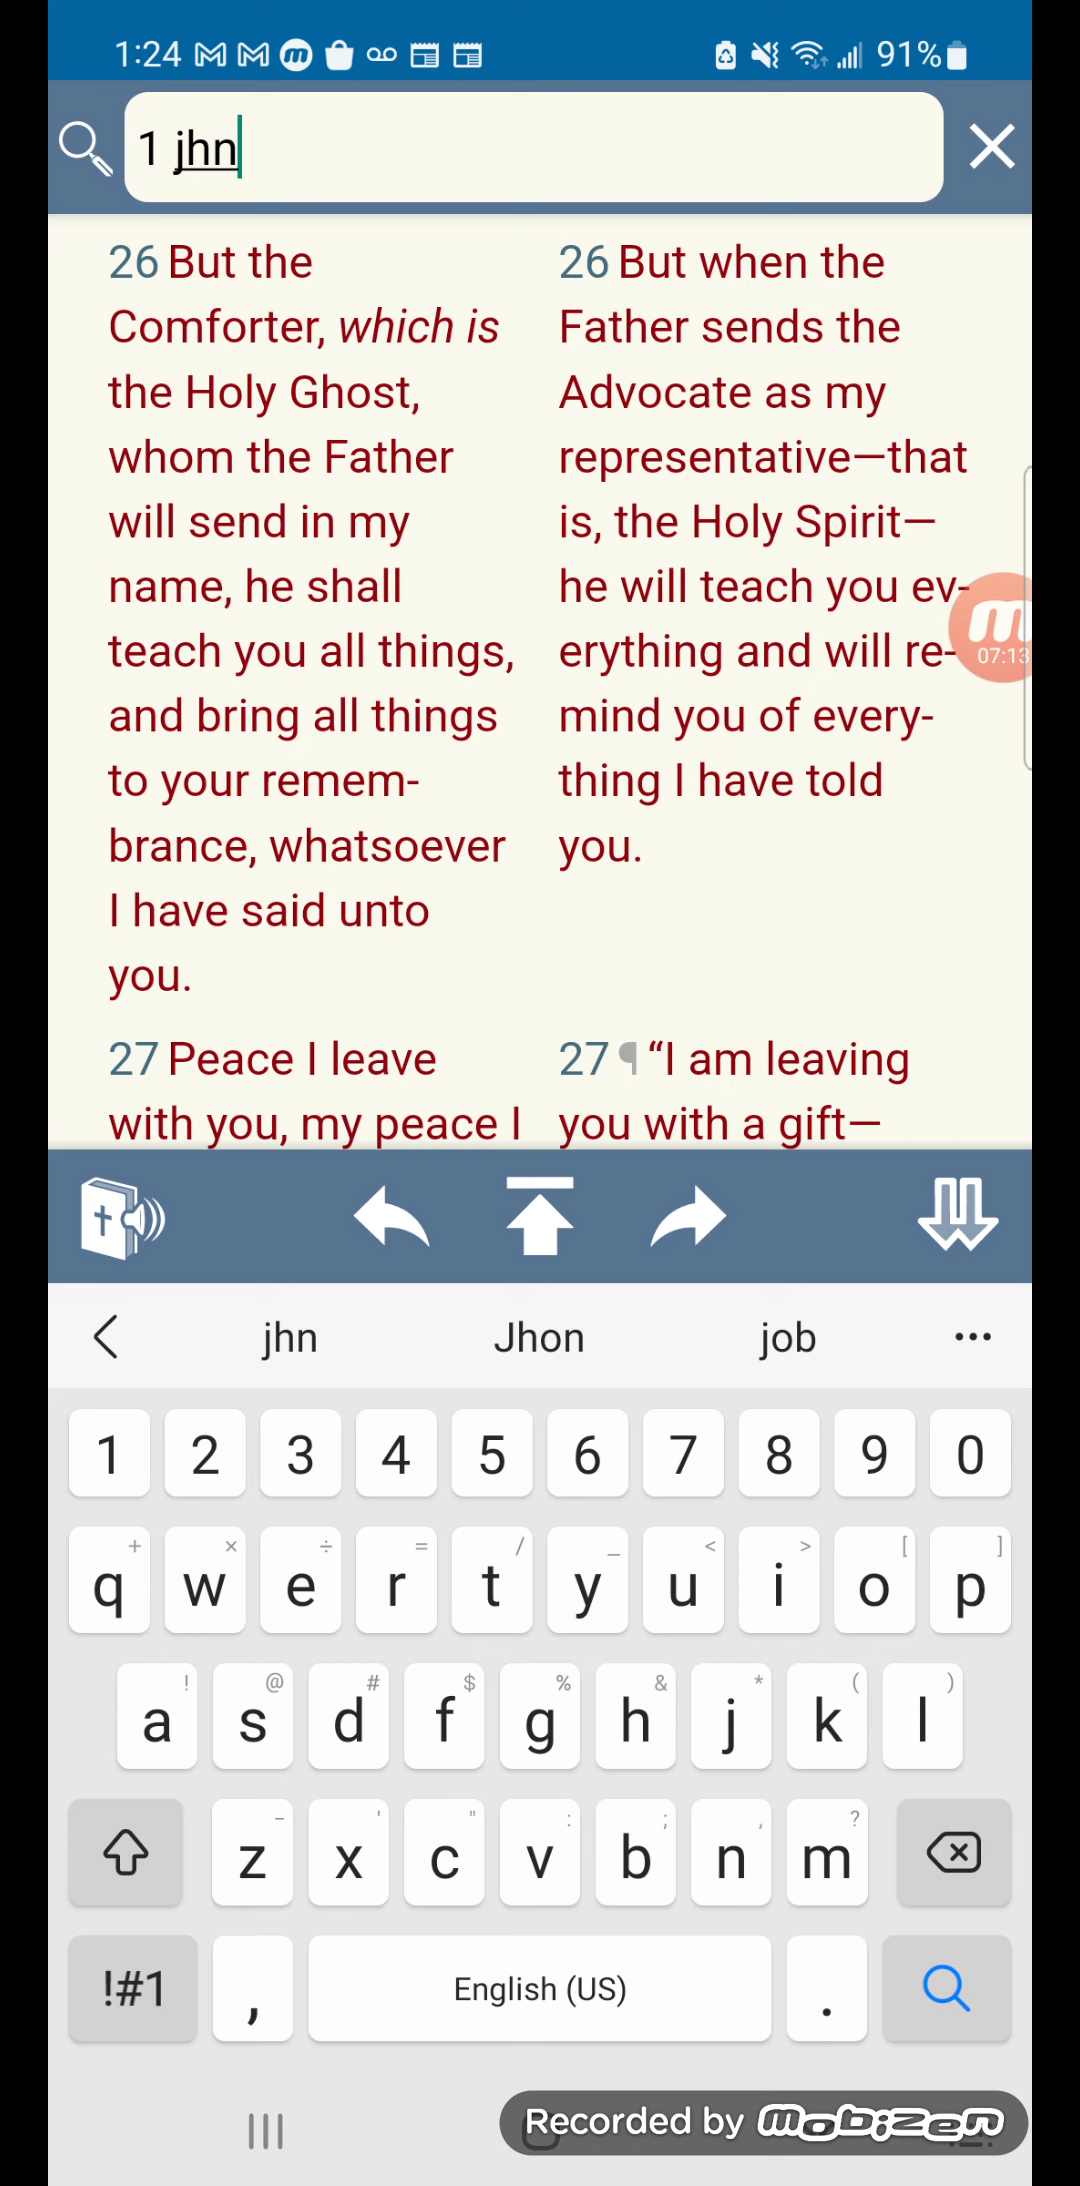 1:24 91%
1 jhn
26 But the
Comforter, which is
the Holy Ghost,
whom the Father
will send in my
name, he shall
teach you all things,
and bring all things
to your remem-
brance, whatsoever
I have said unto
you.
27 Peace I leave
with you, my peace I
26 But when the
Father sends the
Advocate as my
representative—that
is, the Holy Spirit—
he will teach you ev-
erything and will re-
mind you of every-
thing I have told
you.
27 ¶ “I am leaving
you with a gift—
07:13
jhn Jhon job •••
1 2 3 4 5 6 7 8 9 0
+ × ÷ = / _ < > [ ]
q w e r t y u i o p
! @ # $ % & * ( )
a s d f g h j k l
- ' " : ; , ?
z x c v b n m
!#1 , English (US) .
Recorded by mobizen